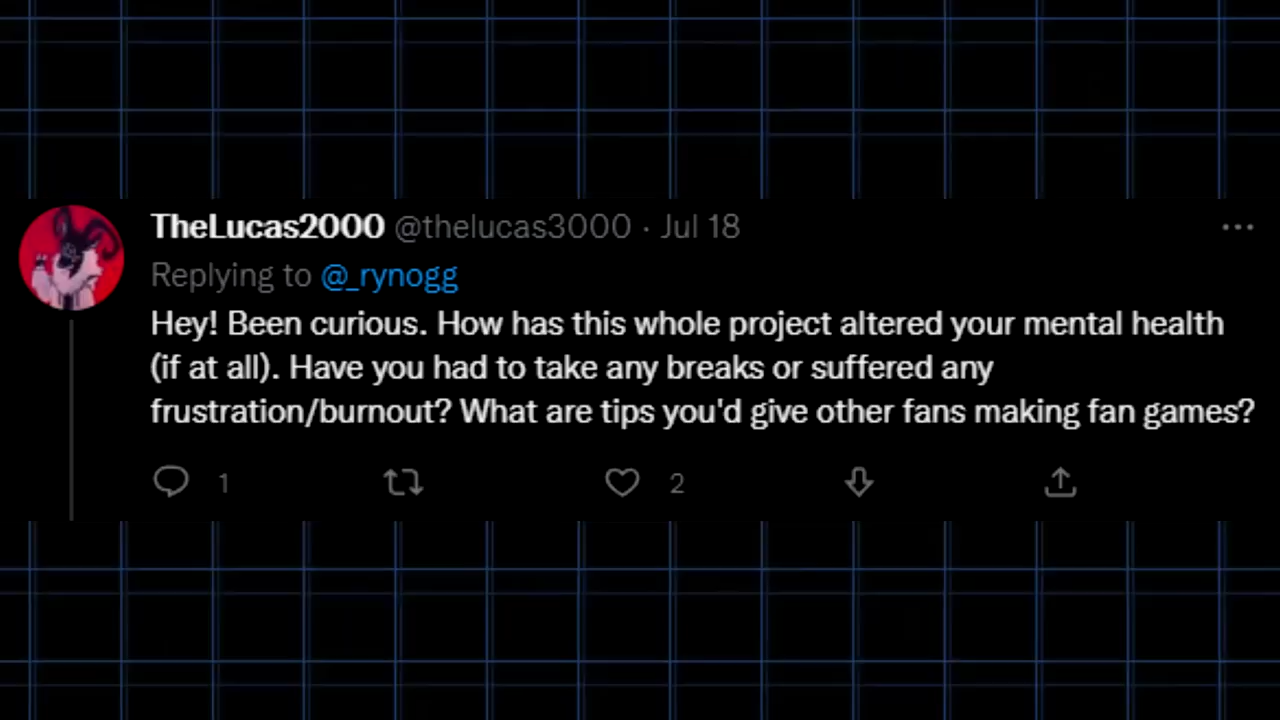 TheLucas2000 @thelucas3000 · Jul 18
Replying to @_rynogg
Hey! Been curious. How has this whole project altered your mental health
(if at all). Have you had to take any breaks or suffered any
frustration/burnout? What are tips you'd give other fans making fan games?
1 2